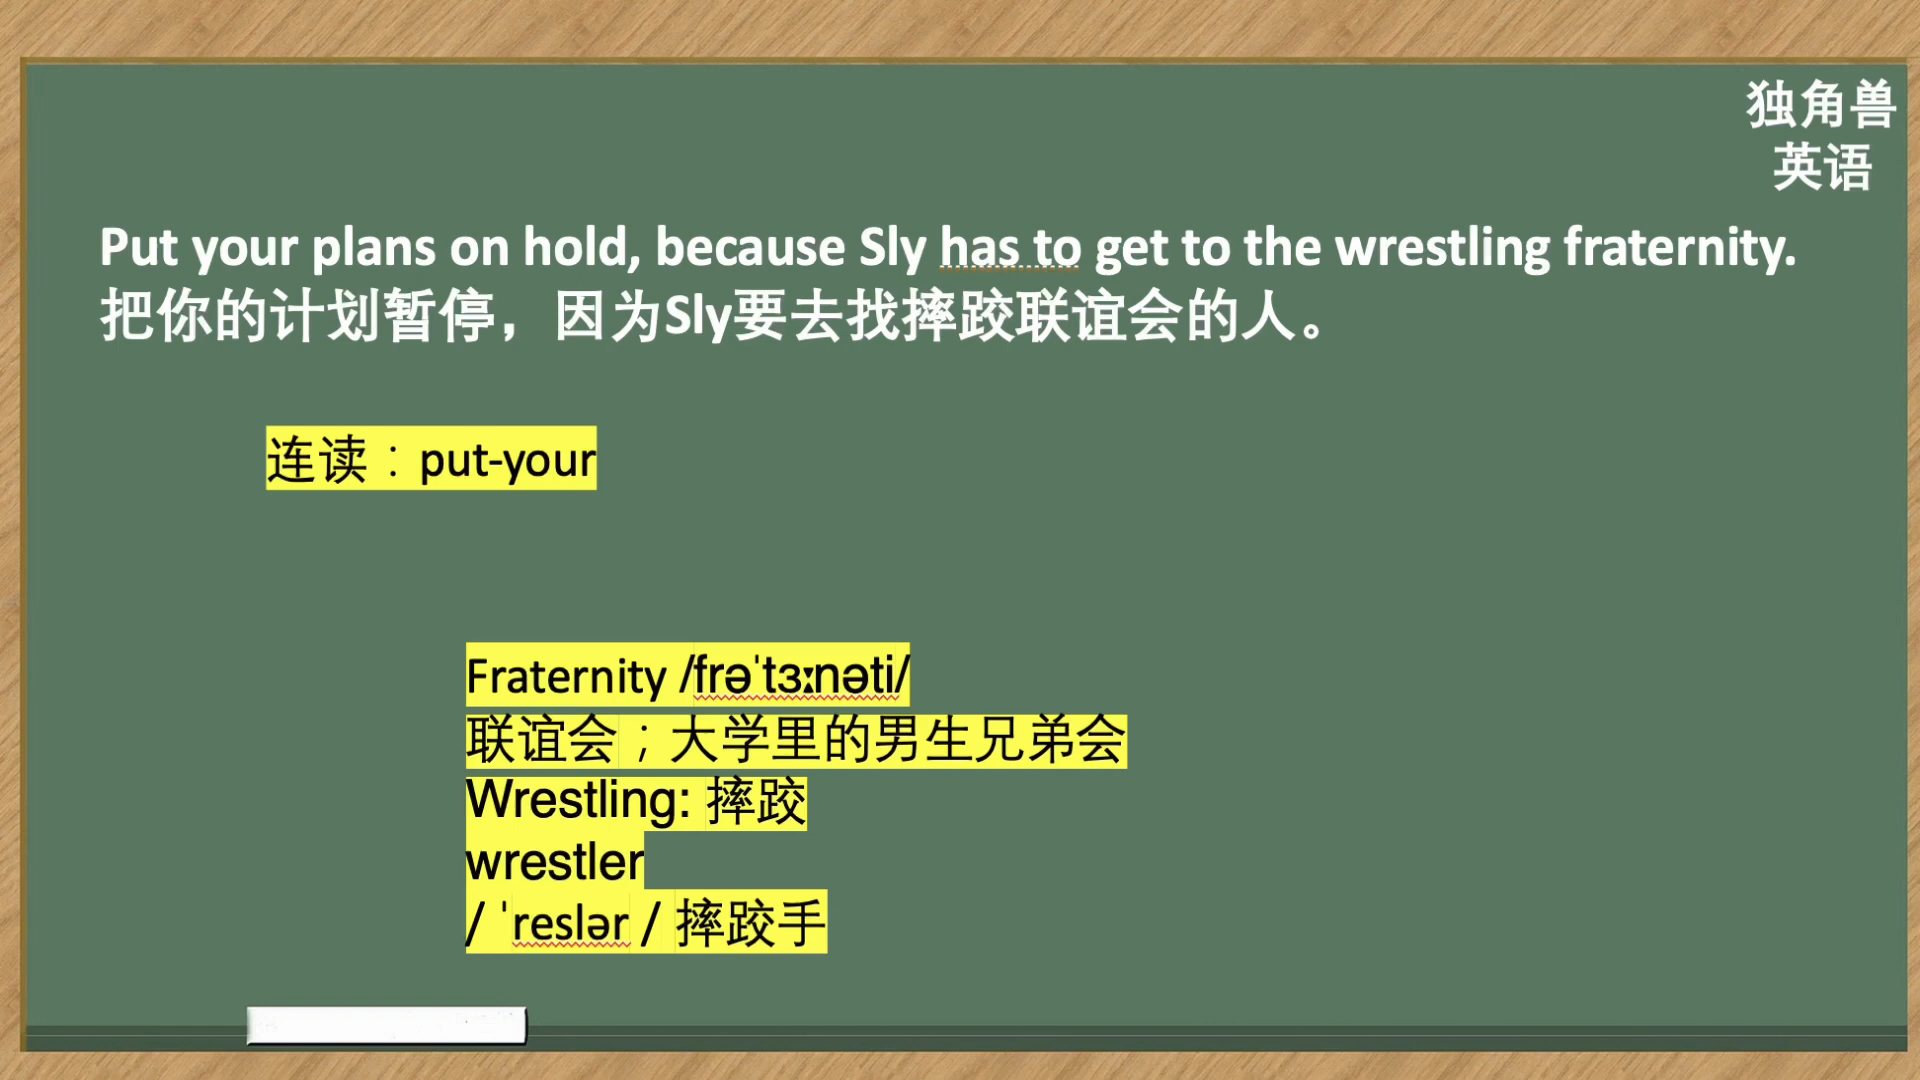 独角兽
英语
Put your plans on hold, because Sly has to get to the wrestling fraternity.
把你的计划暂停，因为Sly要去找摔跤联谊会的人。
连读：put-your
Fraternity /frəˈtɜːnəti/
联谊会；大学里的男生兄弟会
Wrestling: 摔跤
wrestler
/ ˈreslər / 摔跤手